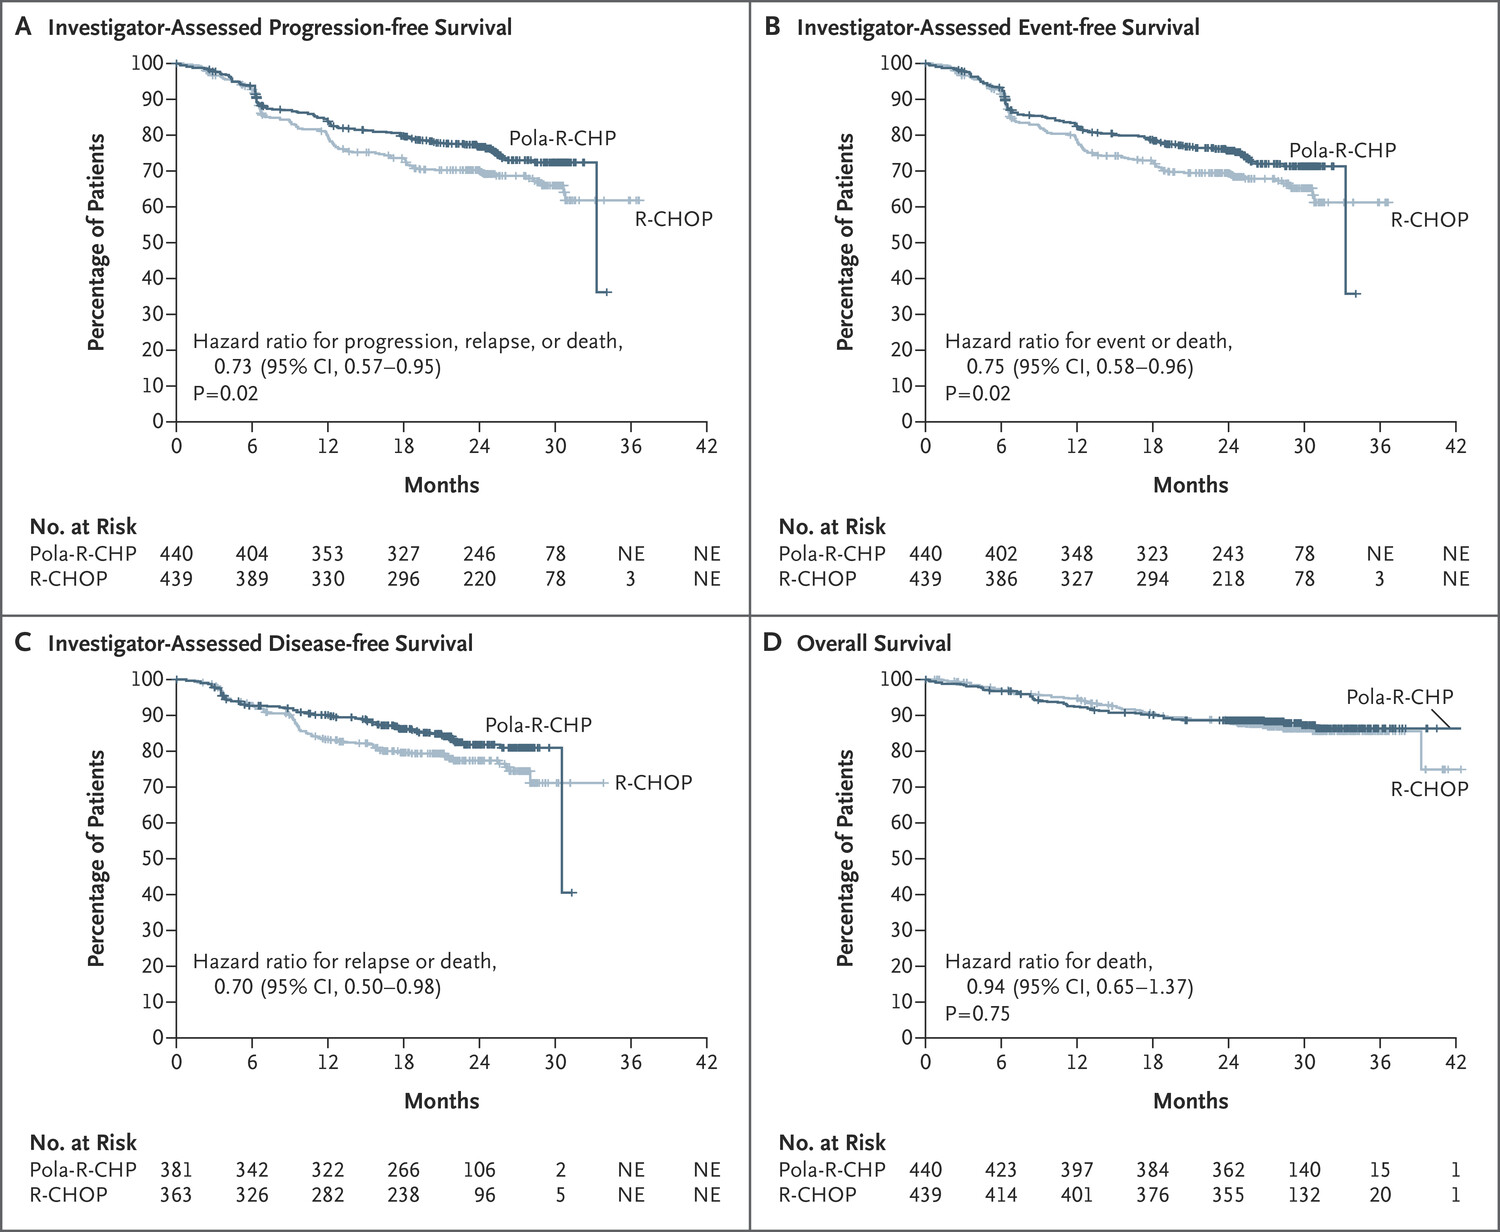 A Investigator-Assessed Progression-free Survival
100
90
80
70
60
50
40
30
20
10
0
Percentage of Patients
Pola-R-CHP
R-CHOP
Hazard ratio for progression, relapse, or death,
0.73 (95% CI, 0.57–0.95)
P=0.02
0 6 12 18 24 30 36 42
Months
No. at Risk
Pola-R-CHP 440 404 353 327 246 78 NE NE
R-CHOP 439 389 330 296 220 78 3 NE
B Investigator-Assessed Event-free Survival
100
90
80
70
60
50
40
30
20
10
0
Percentage of Patients
Pola-R-CHP
R-CHOP
Hazard ratio for event or death,
0.75 (95% CI, 0.58–0.96)
P=0.02
0 6 12 18 24 30 36 42
Months
No. at Risk
Pola-R-CHP 440 402 348 323 243 78 NE NE
R-CHOP 439 386 327 294 218 78 3 NE
C Investigator-Assessed Disease-free Survival
100
90
80
70
60
50
40
30
20
10
0
Percentage of Patients
Pola-R-CHP
R-CHOP
Hazard ratio for relapse or death,
0.70 (95% CI, 0.50–0.98)
0 6 12 18 24 30 36 42
Months
No. at Risk
Pola-R-CHP 381 342 322 266 106 2 NE NE
R-CHOP 363 326 282 238 96 5 NE NE
D Overall Survival
100
90
80
70
60
50
40
30
20
10
0
Percentage of Patients
Pola-R-CHP
R-CHOP
Hazard ratio for death,
0.94 (95% CI, 0.65–1.37)
P=0.75
0 6 12 18 24 30 36 42
Months
No. at Risk
Pola-R-CHP 440 423 397 384 362 140 15 1
R-CHOP 439 414 401 376 355 132 20 1